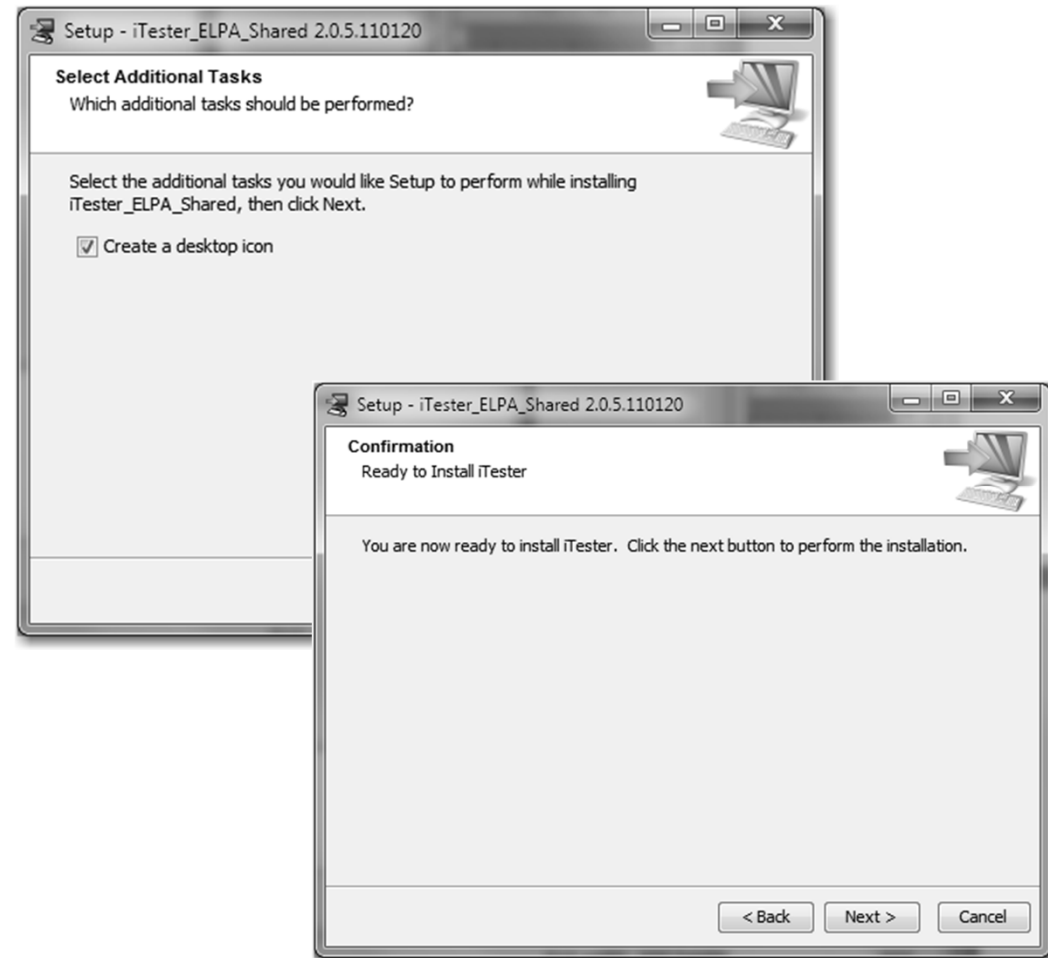 Setup - iTester_ELPA_Shared 2.0.5.110120
Select Additional Tasks
Which additional tasks should be performed?
Select the additional tasks you would like Setup to perform while installing
iTester_ELPA_Shared, then click Next.
Create a desktop icon
Setup - iTester_ELPA_Shared 2.0.5.110120
Confirmation
Ready to Install iTester
You are now ready to install iTester.  Click the next button to perform the installation.
< Back
Next >
Cancel